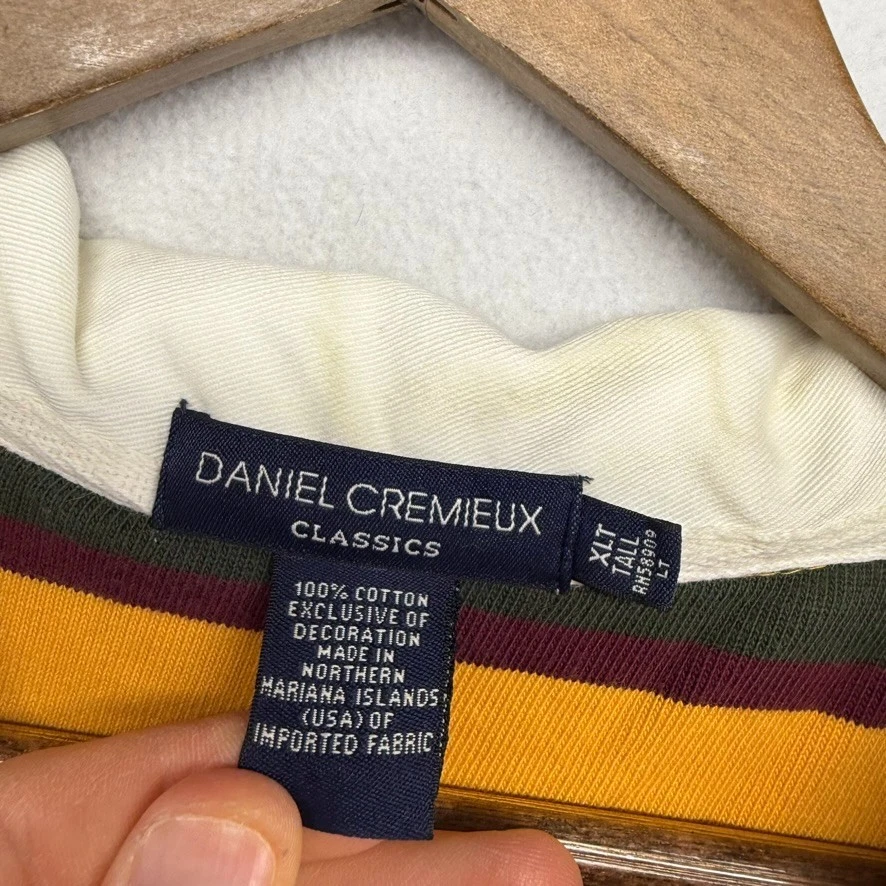 DANIEL CREMIEUX
CLASSICS
XLT
TALL
RN58909
LT
100% COTTON
EXCLUSIVE OF
DECORATION
MADE IN
NORTHERN
MARIANA ISLANDS
(USA) OF
IMPORTED FABRIC